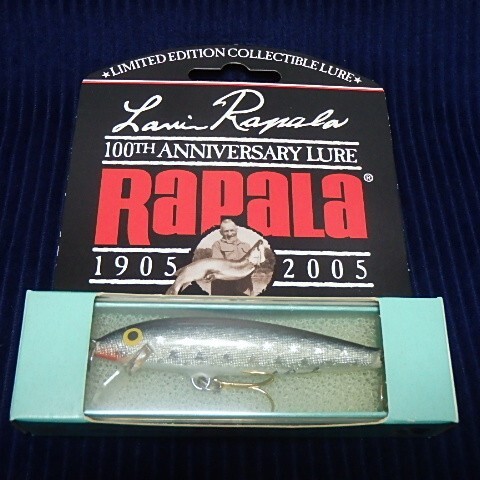 ★LIMITED EDITION COLLECTIBLE LURE★
Lauri Rapala
100TH ANNIVERSARY LURE
RAPALA®
1905 2005